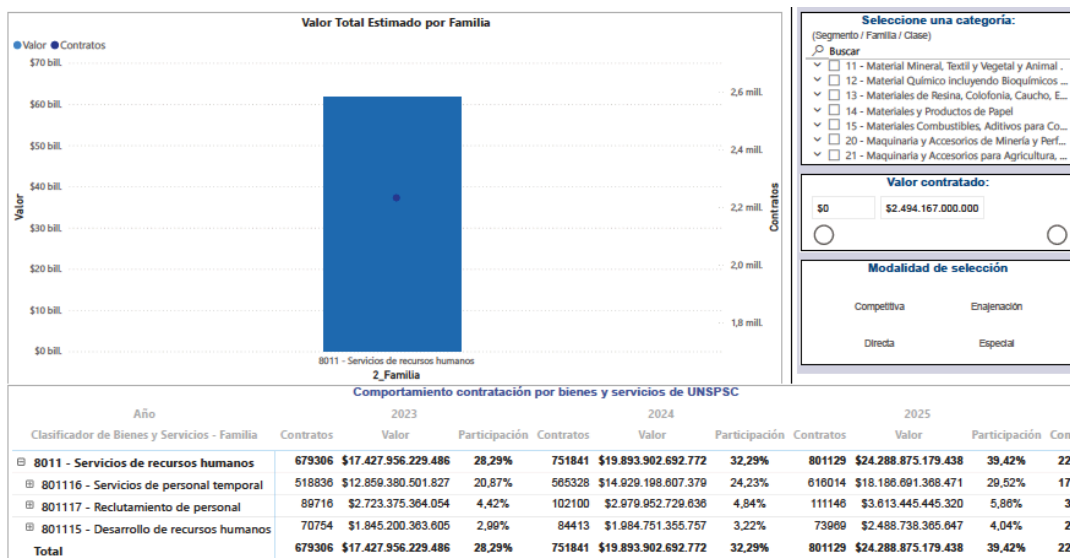 Valor Total Estimado por Familia
Valor Contratos
$70 bill.
$60 bill.
$50 bill.
$40 bill.
$30 bill.
$20 bill.
$10 bill.
$0 bill.
Valor
2,6 mill.
2,4 mill.
2,2 mill.
2,0 mill.
1,8 mill.
Contratos
8011 - Servicios de recursos humanos
2_Familia
Seleccione una categoría:
(Segmento / Familia / Clase)
Buscar
11 - Material Mineral, Textil y Vegetal y Animal .
12 - Material Químico incluyendo Bioquímicos ...
13 - Materiales de Resina, Colofonia, Caucho, E...
14 - Materiales y Productos de Papel
15 - Materiales Combustibles, Aditivos para Co...
20 - Maquinaria y Accesorios de Minería y Perf...
21 - Maquinaria y Accesorios para Agricultura, ...
Valor contratado:
$0 $2.494.167.000.000
Modalidad de selección
Competitiva Enajenación
Directa Especial
Comportamiento contratación por bienes y servicios de UNSPSC
Año 2023 2024 2025
Clasificador de Bienes y Servicios - Familia Contratos Valor Participación Contratos Valor Participación Contratos Valor Participación Con
8011 - Servicios de recursos humanos 679306 $17.427.956.229.486 28,29% 751841 $19.893.902.692.772 32,29% 801129 $24.288.875.179.438 39,42% 22
801116 - Servicios de personal temporal 518836 $12.859.380.501.827 20,87% 565328 $14.929.198.607.379 24,23% 616014 $18.186.691.368.471 29,52% 17
801117 - Reclutamiento de personal 89716 $2.723.375.364.054 4,42% 102100 $2.979.952.729.636 4,84% 111146 $3.613.445.445.320 5,86% 3
801115 - Desarrollo de recursos humanos 70754 $1.845.200.363.605 2,99% 84413 $1.984.751.355.757 3,22% 73969 $2.488.738.365.647 4,04% 2
Total 679306 $17.427.956.229.486 28,29% 751841 $19.893.902.692.772 32,29% 801129 $24.288.875.179.438 39,42% 22